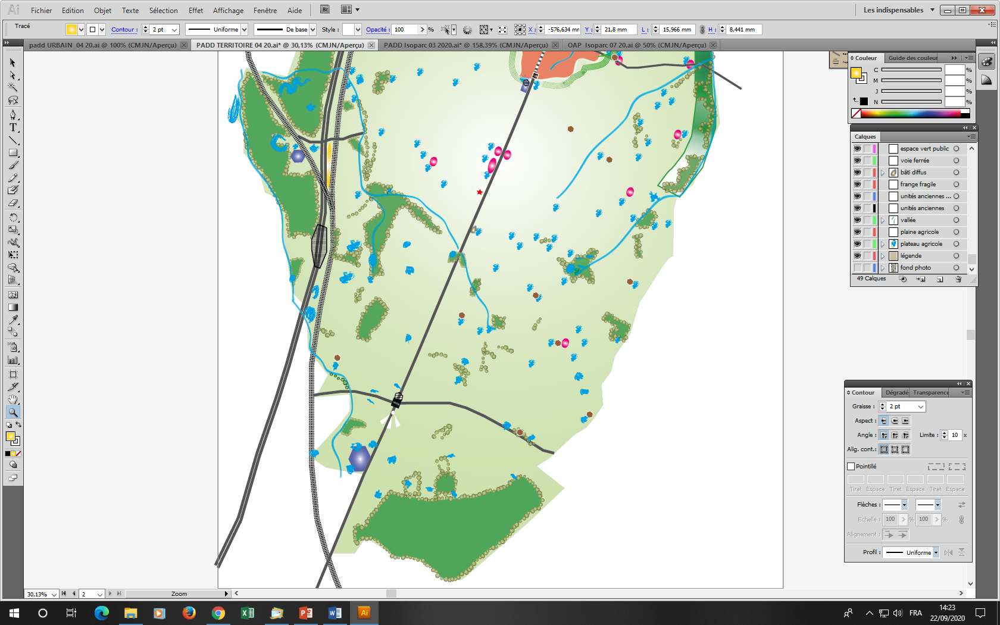 Ai Fichier Edition Objet Texte Sélection Effet Affichage Fenêtre Aide Br Les indispensables
Tracé Contour : 2 pt Uniforme De base Style : Opacité : 100 % X : -576,634 mm Y : 21,8 mm L : 15,966 mm H : 8,441 mm
padd URBAIN 04 20.ai @ 100% (CMJN/Aperçu) PADD TERRITOIRE 04 20.ai* @ 30,13% (CMJN/Aperçu) PADD Isoparc 03 2020.ai* @ 158,39% (CMJN/Aperçu) OAP Isoparc 07 20.ai @ 50% (CMJN/Aperçu)
Couleur Guide des couleur
C %
M %
J %
N %
Calques
espace vert public
voie ferrée
bâti diffus
frange fragile
unités anciennes ...
unités anciennes
vallée
plaine agricole
plateau agricole
légende
fond photo
49 Calques
Contour Dégradé Transparence
Graisse : 2 pt
Aspect :
Angle : Limite : 10 x
Alig. cont. :
Pointillé
Tiret Espace Tiret Espace Tiret Espace
Flèches :
Echelle : 100 % 100 %
Alignement :
Profil : Uniforme
30,13% 2 Zoom
Ai FRA 14:23
22/09/2020